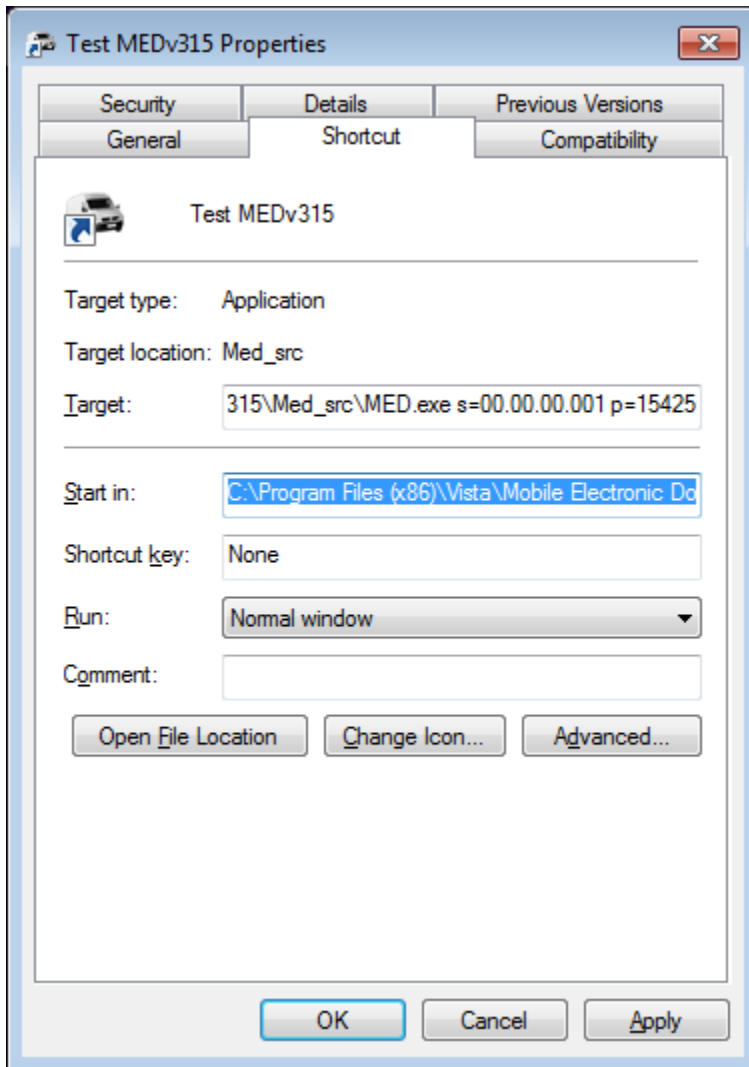 Test MEDv315 Properties
Security Details Previous Versions
General Shortcut Compatibility
Test MEDv315
Target type: Application
Target location: Med_src
Target: 315\Med_src\MED.exe s=00.00.00.001 p=15425
Start in: C:\Program Files (x86)\Vista\Mobile Electronic Do
Shortcut key: None
Run: Normal window
Comment:
Open File Location Change Icon... Advanced...
OK Cancel Apply